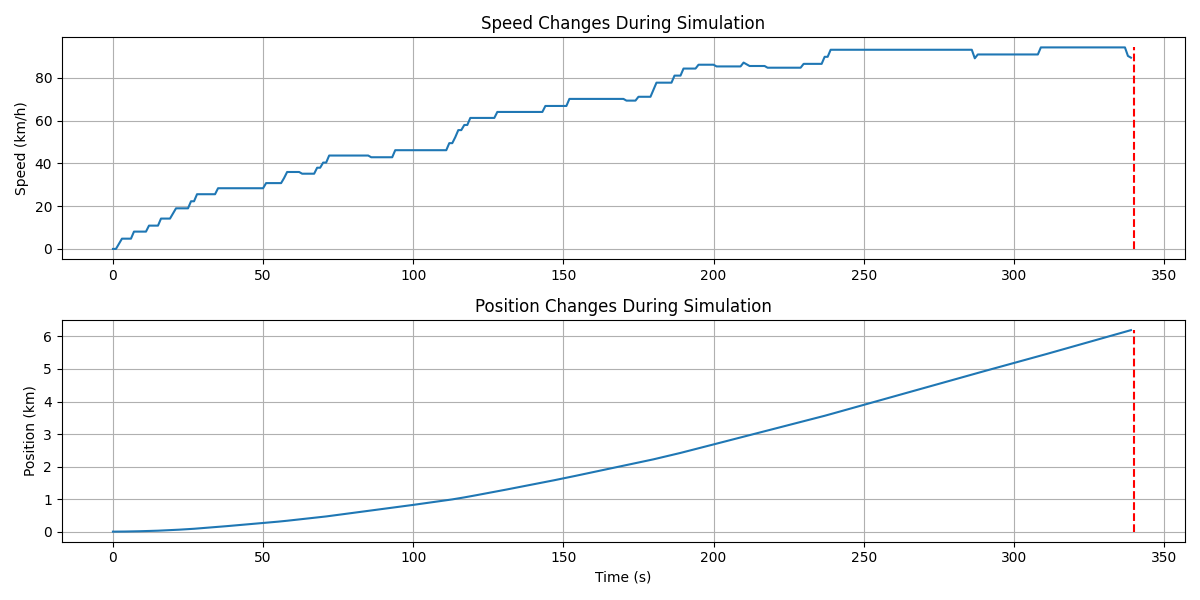 Speed Changes During Simulation
Speed (km/h)
80
60
40
20
0
0 50 100 150 200 250 300 350
Position Changes During Simulation
Position (km)
6
5
4
3
2
1
0
0 50 100 150 200 250 300 350
Time (s)